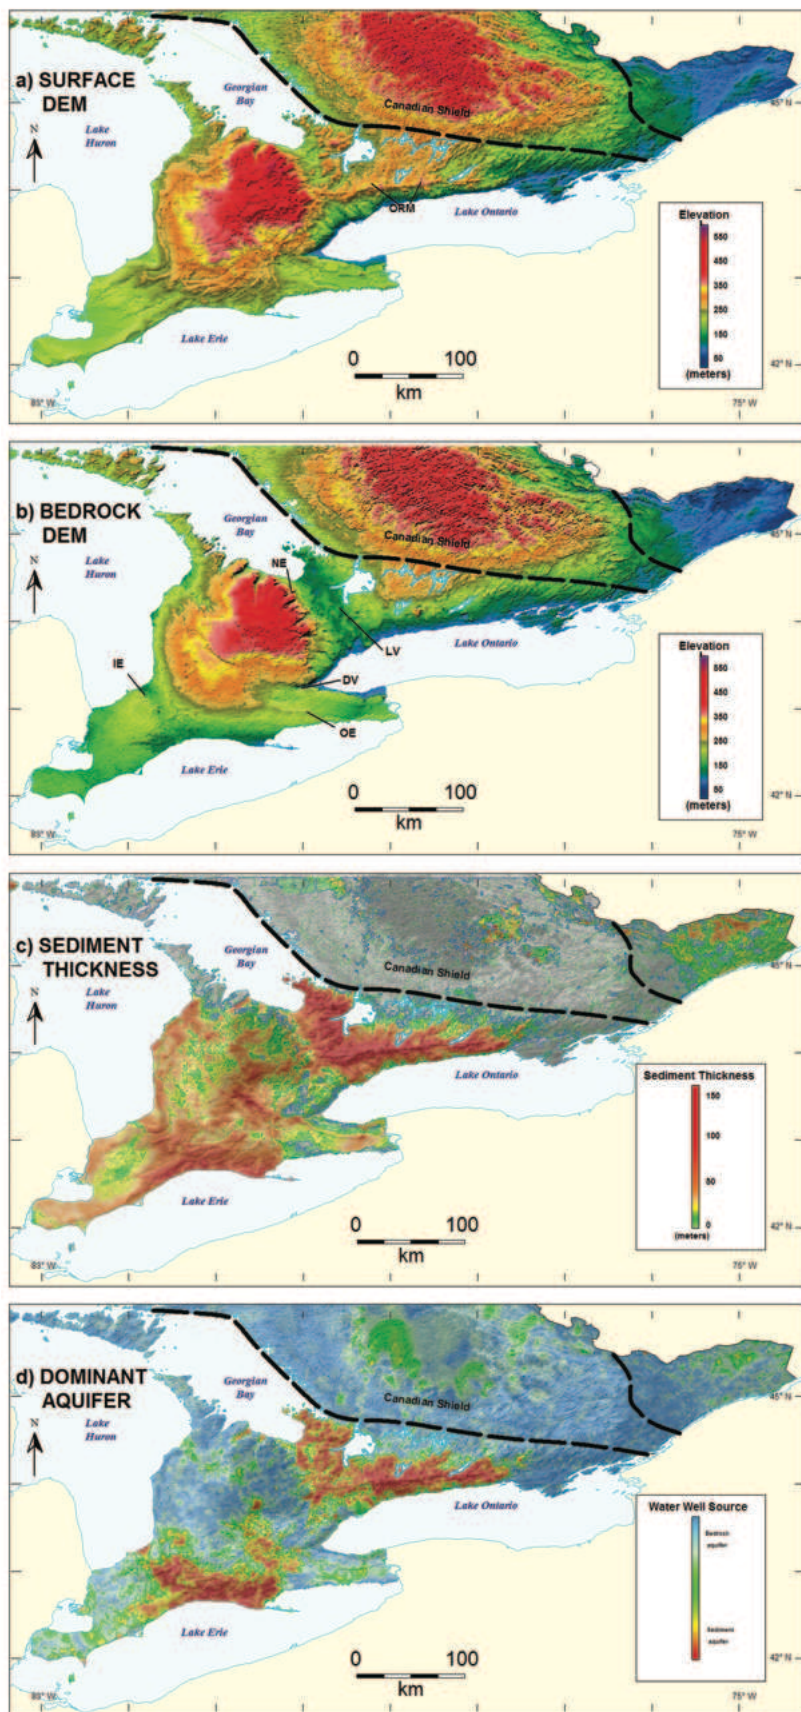 a) SURFACE
DEM
Georgian
Bay
Canadian Shield
45° N
Lake
Huron
N
ORM
Lake Ontario
Elevation
550
450
350
250
150
50
(meters)
Lake Erie
0 100
km
42° N
83° W
75° W
b) BEDROCK
DEM
Georgian
Bay
Canadian Shield
45° N
Lake
Huron
N
NE
LV
Lake Ontario
IE
DV
OE
Elevation
550
450
350
250
150
50
(meters)
Lake Erie
0 100
km
42° N
83° W
75° W
c) SEDIMENT
THICKNESS
Georgian
Bay
Canadian Shield
45° N
Lake
Huron
N
Lake Ontario
Sediment Thickness
150
100
50
0
(meters)
Lake Erie
0 100
km
42° N
83° W
75° W
d) DOMINANT
AQUIFER
Georgian
Bay
Canadian Shield
45° N
Lake
Huron
N
Lake Ontario
Water Well Source
Bedrock
aquifer
Sediment
aquifer
Lake Erie
0 100
km
42° N
83° W
75° W